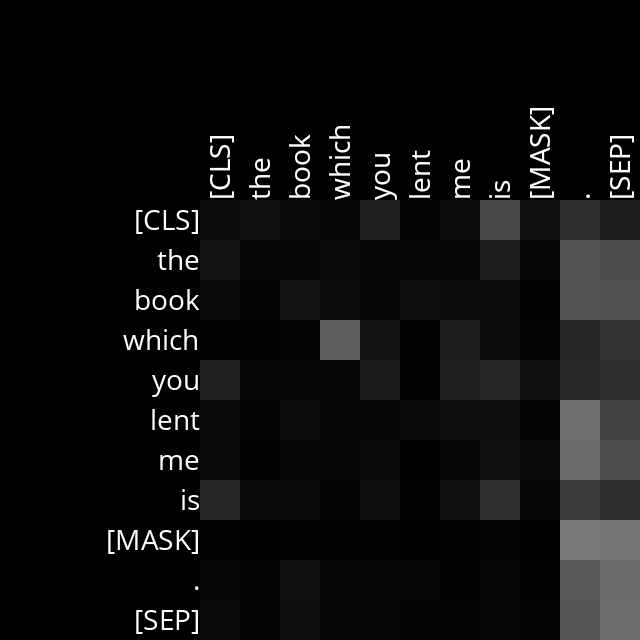 [CLS] the book which you lent me is [MASK] . [SEP]
[CLS]
the
book
which
you
lent
me
is
[MASK]
.
[SEP]